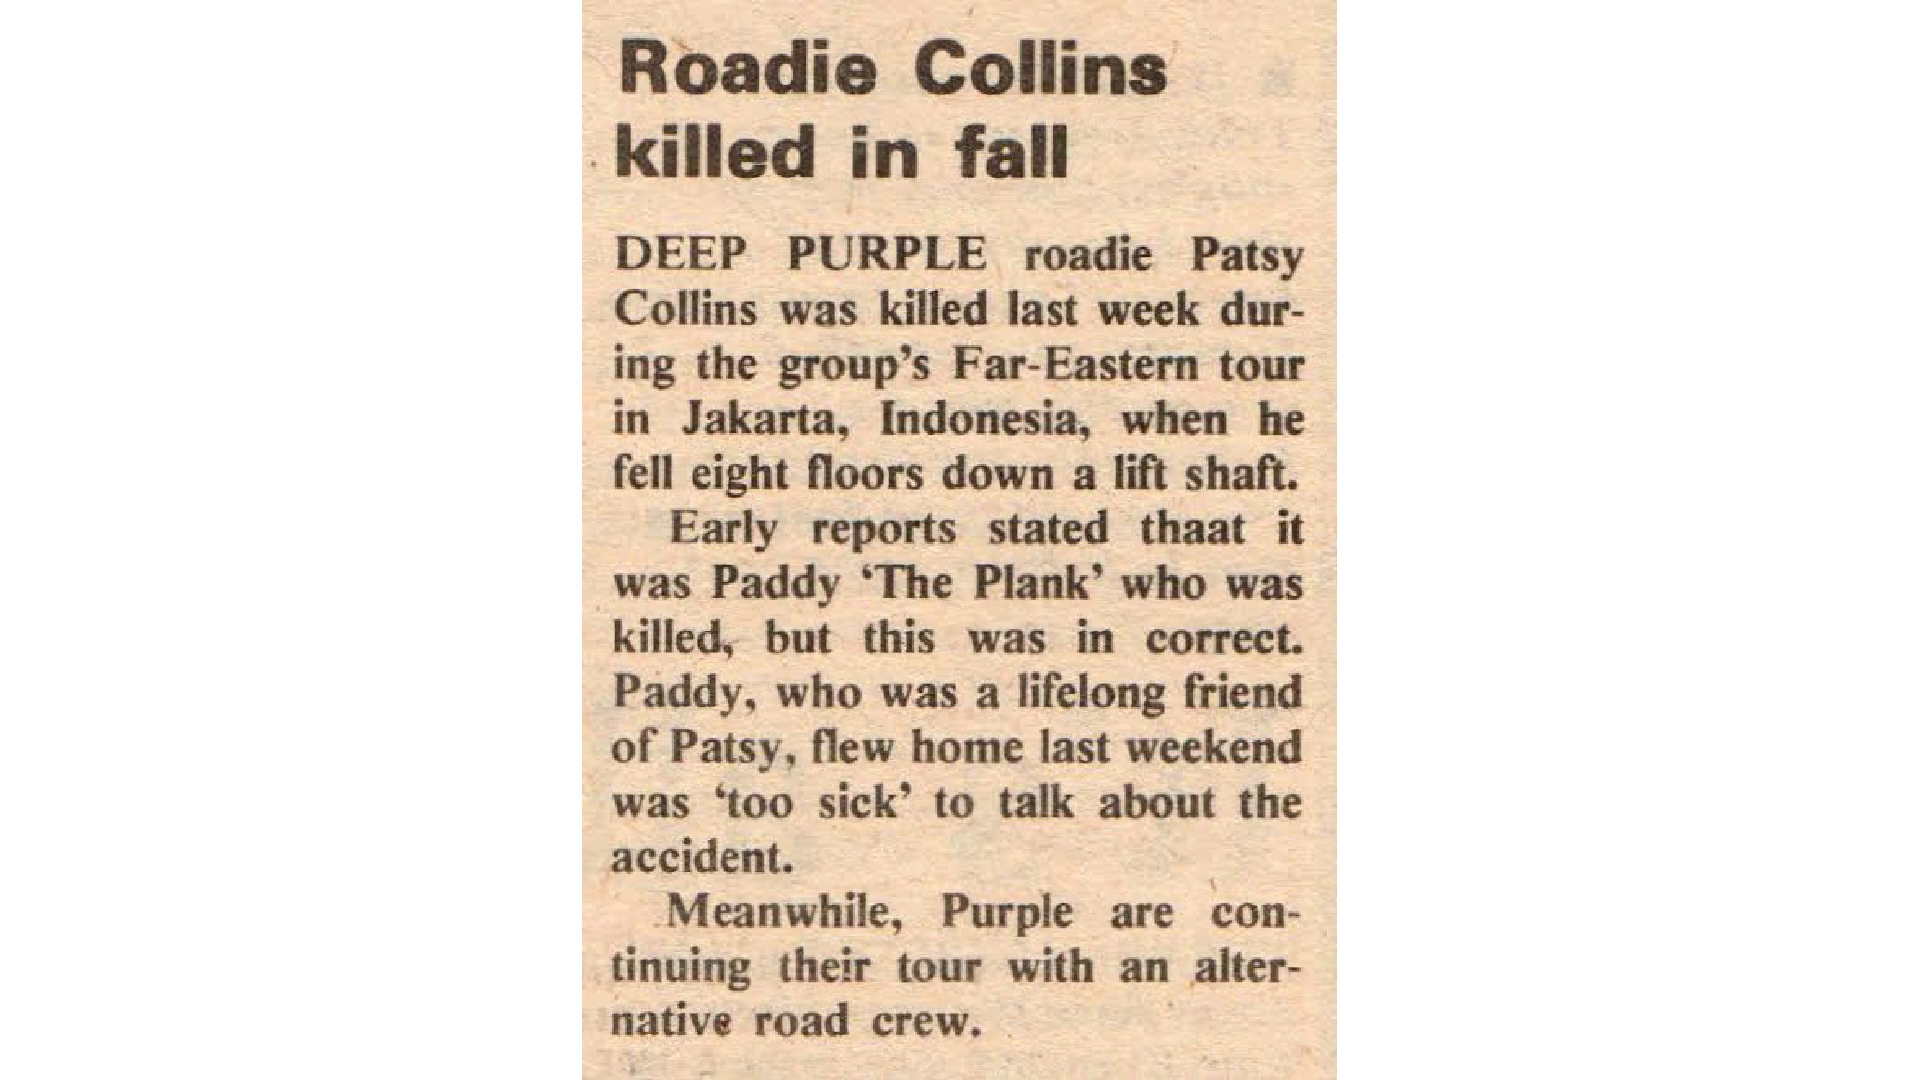 Roadie Collins
killed in fall
DEEP PURPLE roadie Patsy
Collins was killed last week dur-
ing the group's Far-Eastern tour
in Jakarta, Indonesia, when he
fell eight floors down a lift shaft.
Early reports stated thaat it
was Paddy ‘The Plank’ who was
killed, but this was in correct.
Paddy, who was a lifelong friend
of Patsy, flew home last weekend
was ‘too sick’ to talk about the
accident.
Meanwhile, Purple are con-
tinuing their tour with an alter-
native road crew.